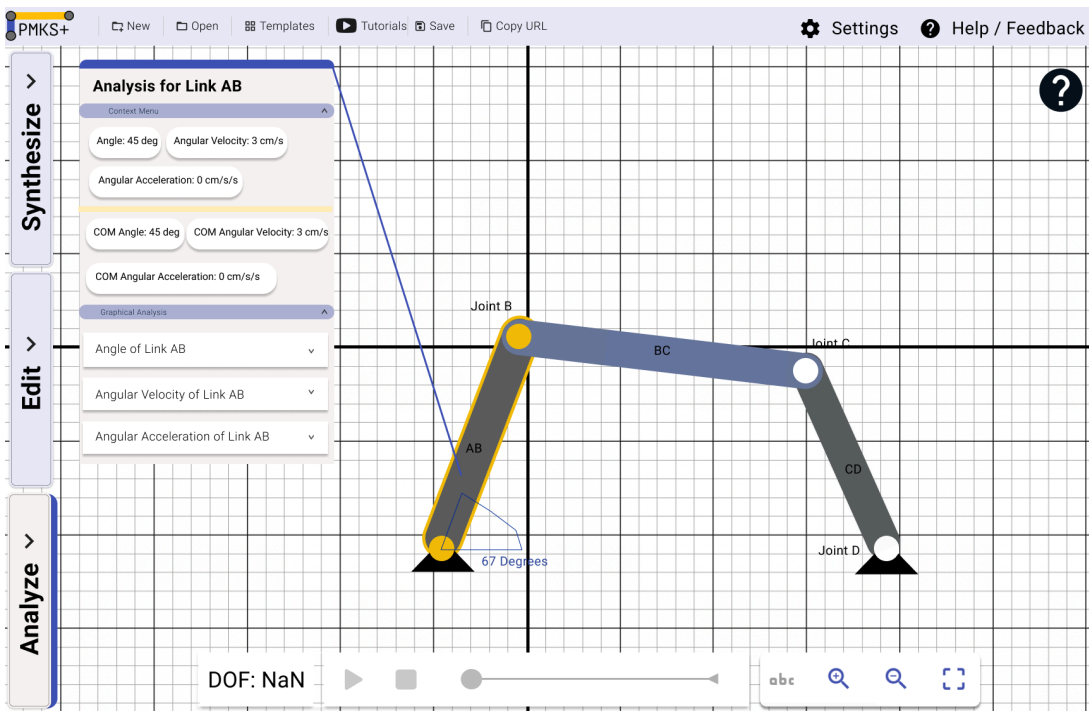 PMKS+ New Open Templates Tutorials Save Copy URL Settings Help / Feedback
?
Synthesize
Edit
Analyze
Analysis for Link AB
Context Menu
Angle: 45 deg Angular Velocity: 3 cm/s
Angular Acceleration: 0 cm/s/s
COM Angle: 45 deg COM Angular Velocity: 3 cm/s
COM Angular Acceleration: 0 cm/s/s
Graphical Analysis
Angle of Link AB
Angular Velocity of Link AB
Angular Acceleration of Link AB
Joint B
BC
Joint C
AB
CD
Joint D
67 Degrees
DOF: NaN
abc